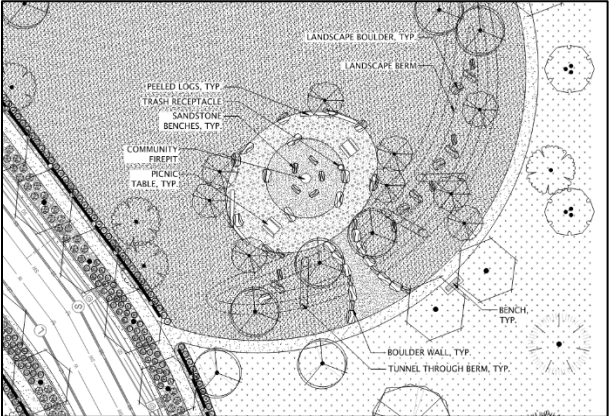 LANDSCAPE BOULDER, TYP.
LANDSCAPE BERM
PEELED LOGS, TYP.
TRASH RECEPTACLE
SANDSTONE
BENCHES, TYP.
COMMUNITY
FIREPIT
PICNIC
TABLE, TYP.
BENCH,
TYP.
BOULDER WALL, TYP.
TUNNEL THROUGH BERM, TYP.